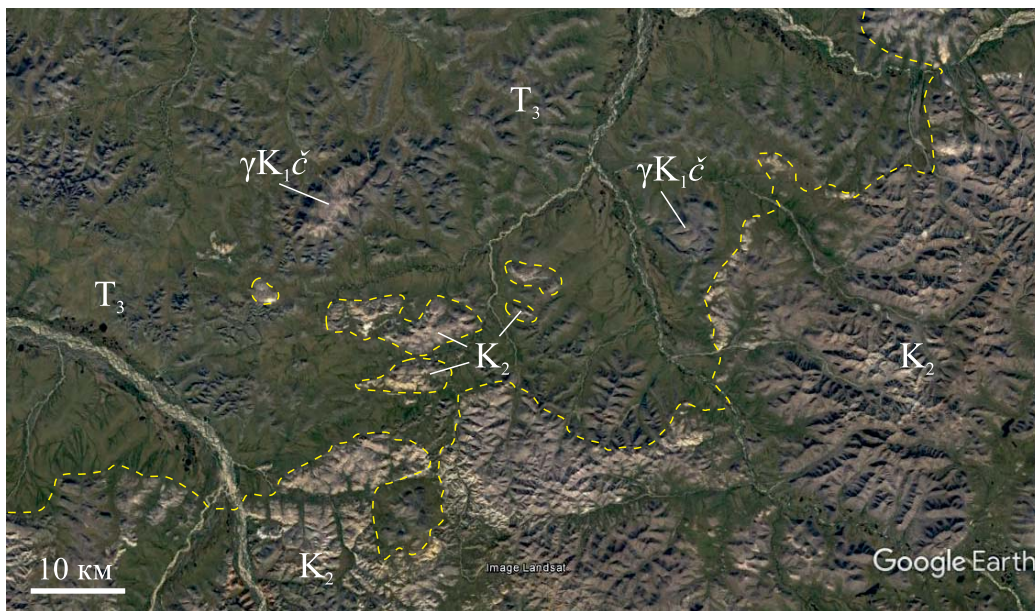 T₃
γK₁č
γK₁č
T₃
K₂
K₂
K₂
10 км
Image Landsat
Google Earth